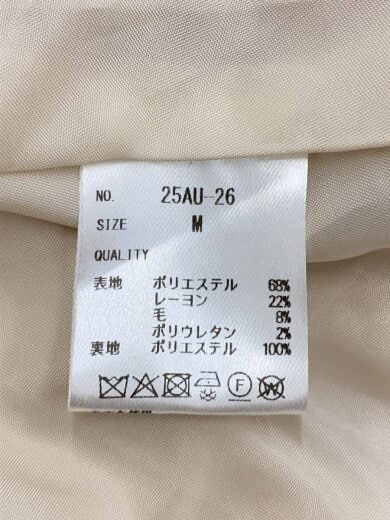 NO. 25AU-26
SIZE M
QUALITY
表地 ポリエステル 68%
レーヨン 22%
毛 8%
ポリウレタン 2%
裏地 ポリエステル 100%
F W